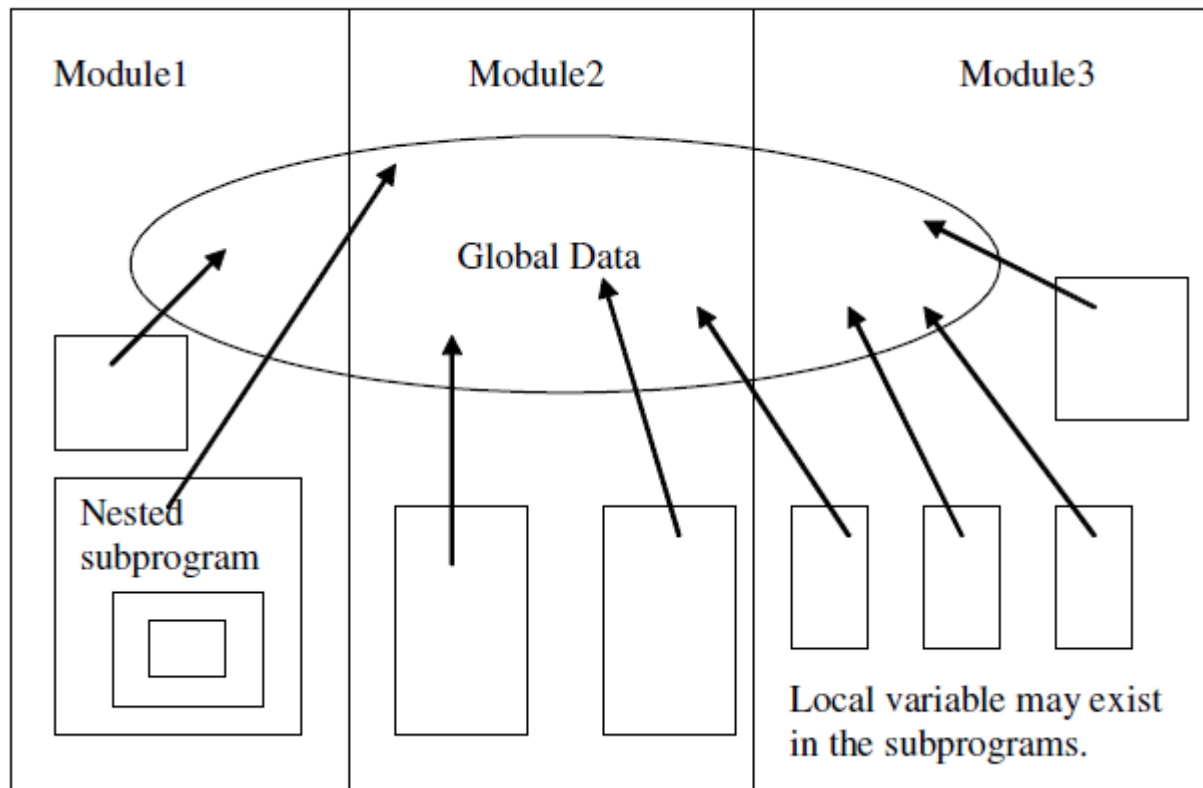 Module1
Module2
Module3
Global Data
Nested
subprogram
Local variable may exist
in the subprograms.